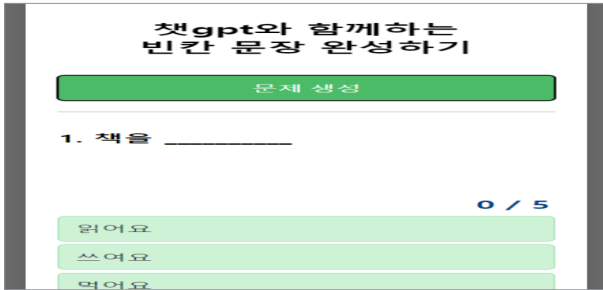 챗gpt와 함께하는
빈칸 문장 완성하기
문제 생성
1. 책을 __________
0 / 5
읽어요
쓰여요
먹어요